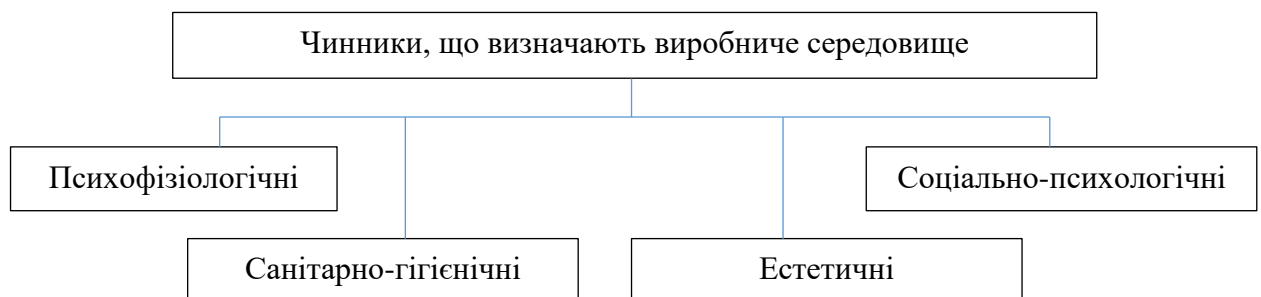 Чинники, що визначають виробниче середовище
Психофізіологічні
Соціально-психологічні
Санітарно-гігієнічні
Естетичні